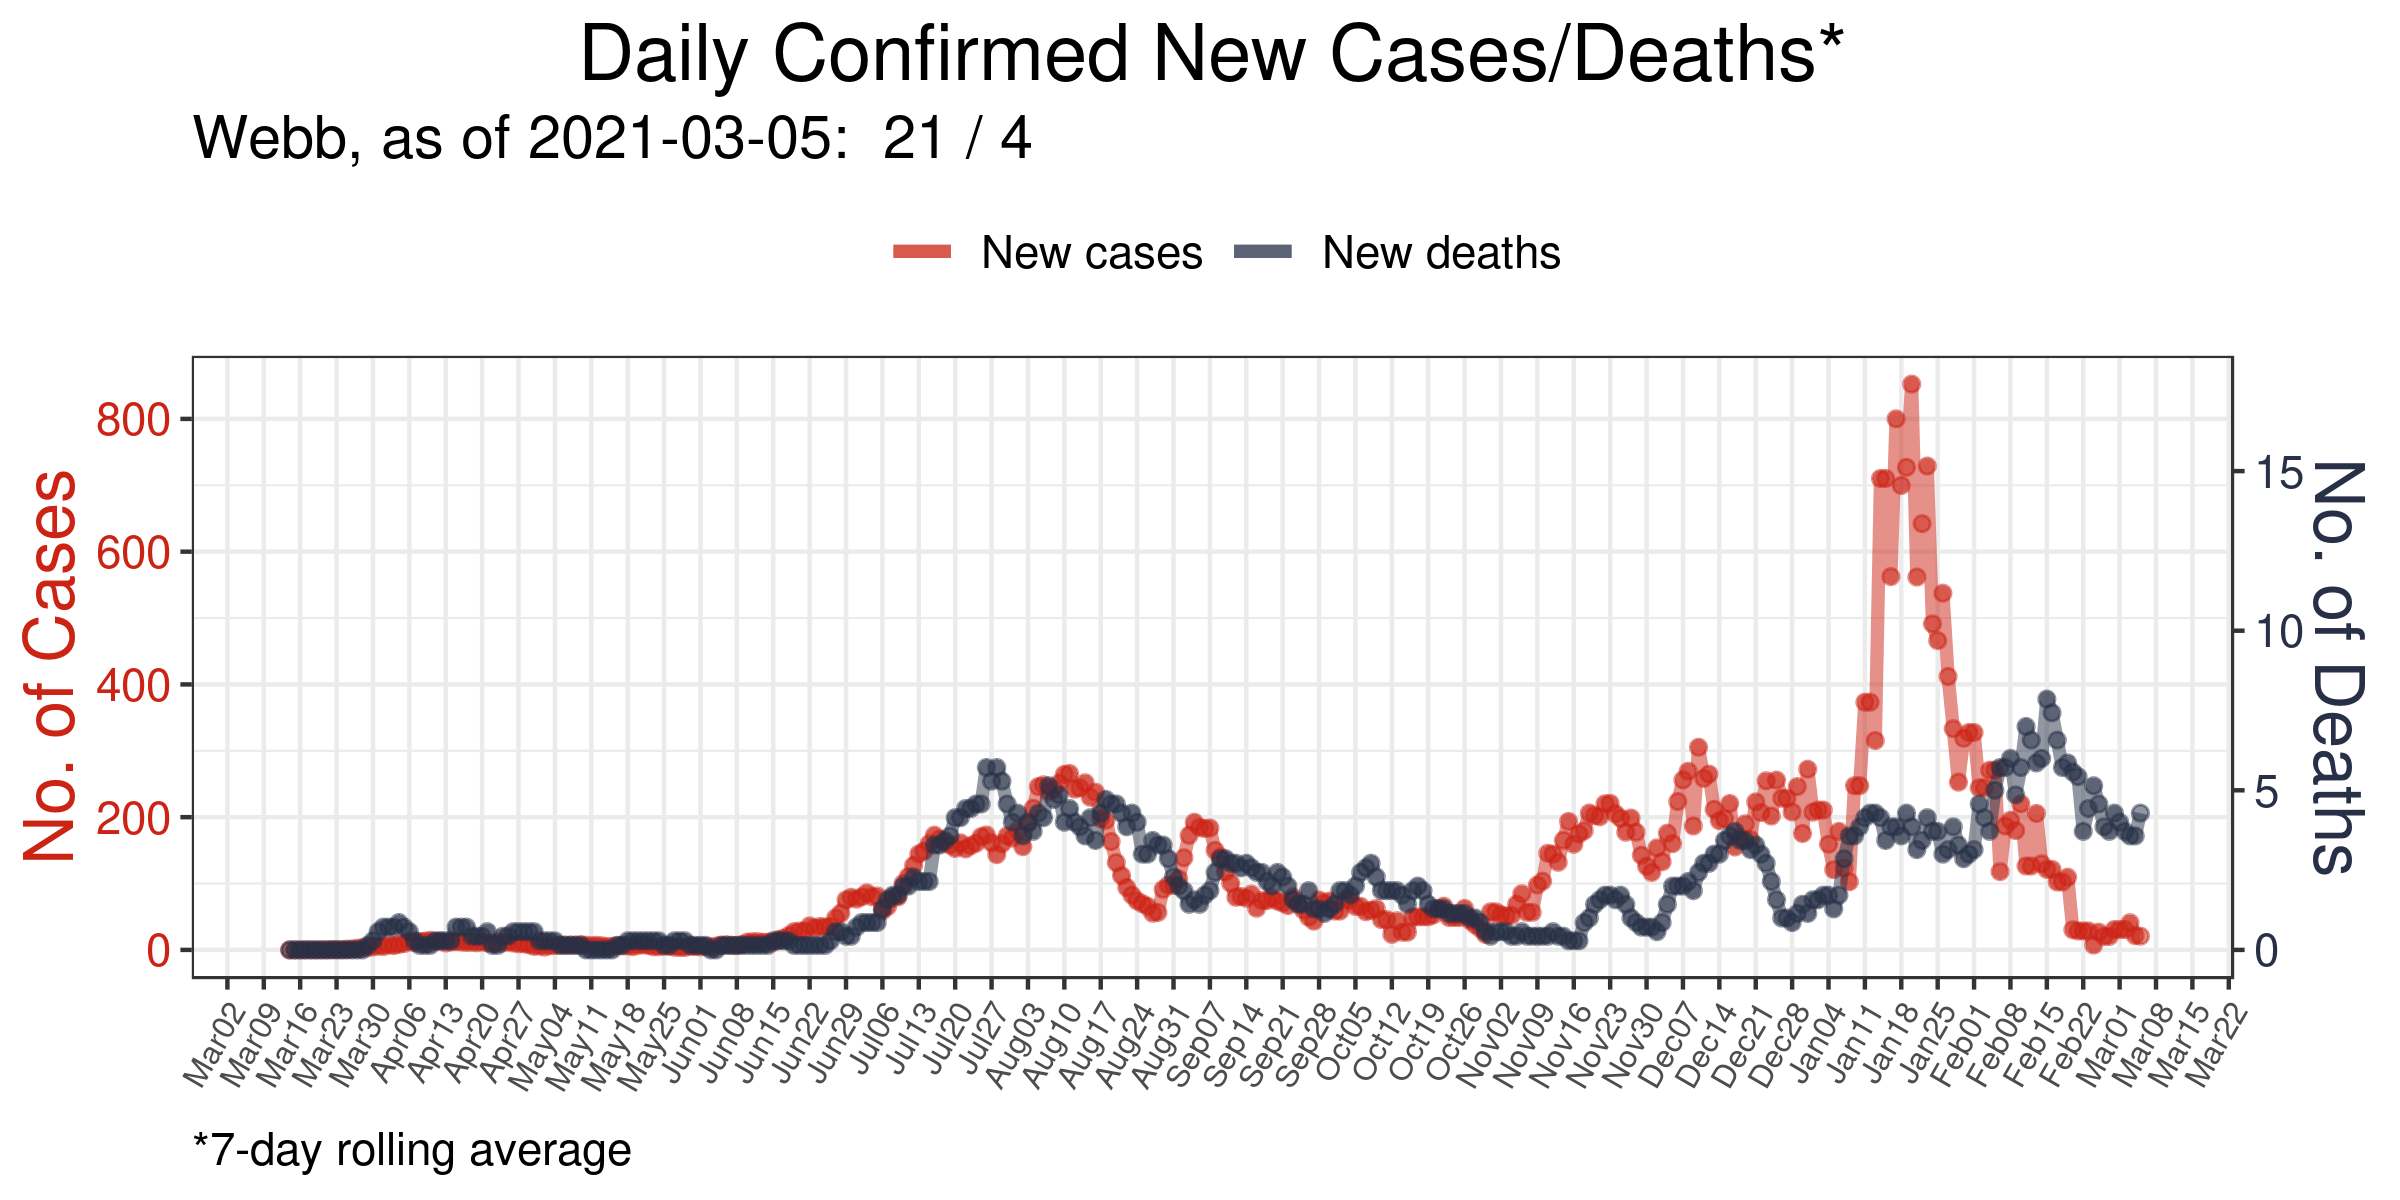 Daily Confirmed New Cases/Deaths*
Webb, as of 2021-03-05:  21 / 4
New cases
New deaths
No. of Cases
800
600
400
200
0
15
10
5
0
No. of Deaths
Mar02
Mar09
Mar16
Mar23
Mar30
Apr06
Apr13
Apr20
Apr27
May04
May11
May18
May25
Jun01
Jun08
Jun15
Jun22
Jun29
Jul06
Jul13
Jul20
Jul27
Aug03
Aug10
Aug17
Aug24
Aug31
Sep07
Sep14
Sep21
Sep28
Oct05
Oct12
Oct19
Oct26
Nov02
Nov09
Nov16
Nov23
Nov30
Dec07
Dec14
Dec21
Dec28
Jan04
Jan11
Jan18
Jan25
Feb01
Feb08
Feb15
Feb22
Mar01
Mar08
Mar15
Mar22
*7-day rolling average